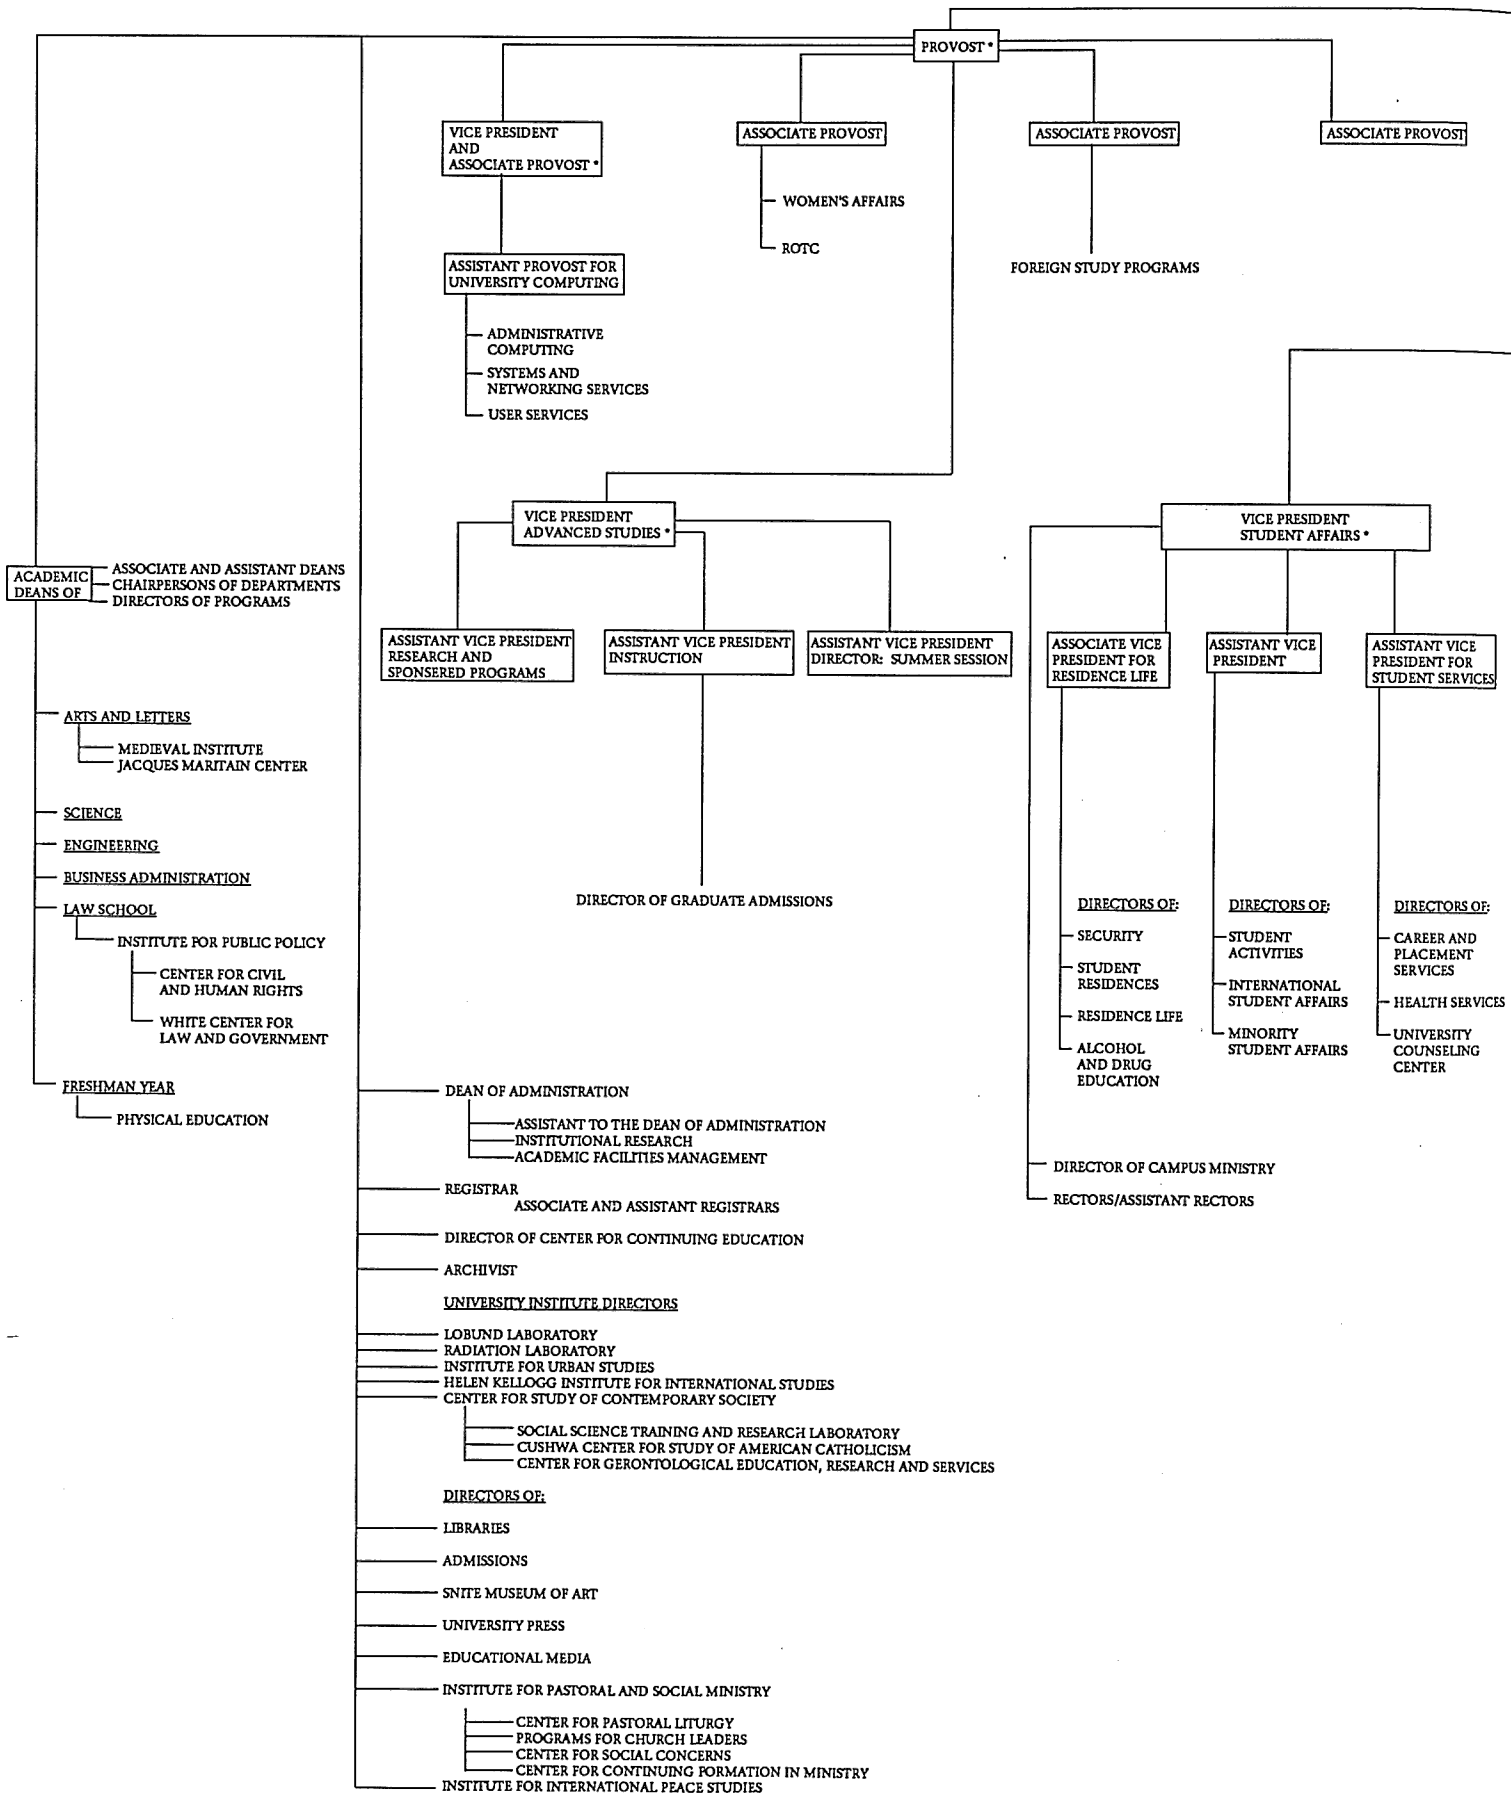 PROVOST *
VICE PRESIDENT
AND
ASSOCIATE PROVOST *
ASSOCIATE PROVOST
ASSOCIATE PROVOST
ASSOCIATE PROVOST
WOMEN'S AFFAIRS
ROTC
FOREIGN STUDY PROGRAMS
ASSISTANT PROVOST FOR
UNIVERSITY COMPUTING
ADMINISTRATIVE
COMPUTING
SYSTEMS AND
NETWORKING SERVICES
USER SERVICES
VICE PRESIDENT
ADVANCED STUDIES *
VICE PRESIDENT
STUDENT AFFAIRS *
ACADEMIC
DEANS OF
ASSOCIATE AND ASSISTANT DEANS
CHAIRPERSONS OF DEPARTMENTS
DIRECTORS OF PROGRAMS
ASSISTANT VICE PRESIDENT
RESEARCH AND
SPONSERED PROGRAMS
ASSISTANT VICE PRESIDENT
INSTRUCTION
ASSISTANT VICE PRESIDENT
DIRECTOR: SUMMER SESSION
ASSOCIATE VICE
PRESIDENT FOR
RESIDENCE LIFE
ASSISTANT VICE
PRESIDENT
ASSISTANT VICE
PRESIDENT FOR
STUDENT SERVICES
ARTS AND LETTERS
MEDIEVAL INSTITUTE
JACQUES MARITAIN CENTER
SCIENCE
ENGINEERING
BUSINESS ADMINISTRATION
LAW SCHOOL
INSTITUTE FOR PUBLIC POLICY
CENTER FOR CIVIL
AND HUMAN RIGHTS
WHITE CENTER FOR
LAW AND GOVERNMENT
FRESHMAN YEAR
PHYSICAL EDUCATION
DIRECTOR OF GRADUATE ADMISSIONS
DIRECTORS OF:
SECURITY
STUDENT
RESIDENCES
RESIDENCE LIFE
ALCOHOL
AND DRUG
EDUCATION
DIRECTORS OF:
STUDENT
ACTIVITIES
INTERNATIONAL
STUDENT AFFAIRS
MINORITY
STUDENT AFFAIRS
DIRECTORS OF:
CAREER AND
PLACEMENT
SERVICES
HEALTH SERVICES
UNIVERSITY
COUNSELING
CENTER
DIRECTOR OF CAMPUS MINISTRY
RECTORS/ASSISTANT RECTORS
DEAN OF ADMINISTRATION
ASSISTANT TO THE DEAN OF ADMINISTRATION
INSTITUTIONAL RESEARCH
ACADEMIC FACILITIES MANAGEMENT
REGISTRAR
ASSOCIATE AND ASSISTANT REGISTRARS
DIRECTOR OF CENTER FOR CONTINUING EDUCATION
ARCHIVIST
UNIVERSITY INSTITUTE DIRECTORS
LOBUND LABORATORY
RADIATION LABORATORY
INSTITUTE FOR URBAN STUDIES
HELEN KELLOGG INSTITUTE FOR INTERNATIONAL STUDIES
CENTER FOR STUDY OF CONTEMPORARY SOCIETY
SOCIAL SCIENCE TRAINING AND RESEARCH LABORATORY
CUSHWA CENTER FOR STUDY OF AMERICAN CATHOLICISM
CENTER FOR GERONTOLOGICAL EDUCATION, RESEARCH AND SERVICES
DIRECTORS OF:
LIBRARIES
ADMISSIONS
SNITE MUSEUM OF ART
UNIVERSITY PRESS
EDUCATIONAL MEDIA
INSTITUTE FOR PASTORAL AND SOCIAL MINISTRY
CENTER FOR PASTORAL LITURGY
PROGRAMS FOR CHURCH LEADERS
CENTER FOR SOCIAL CONCERNS
CENTER FOR CONTINUING FORMATION IN MINISTRY
INSTITUTE FOR INTERNATIONAL PEACE STUDIES